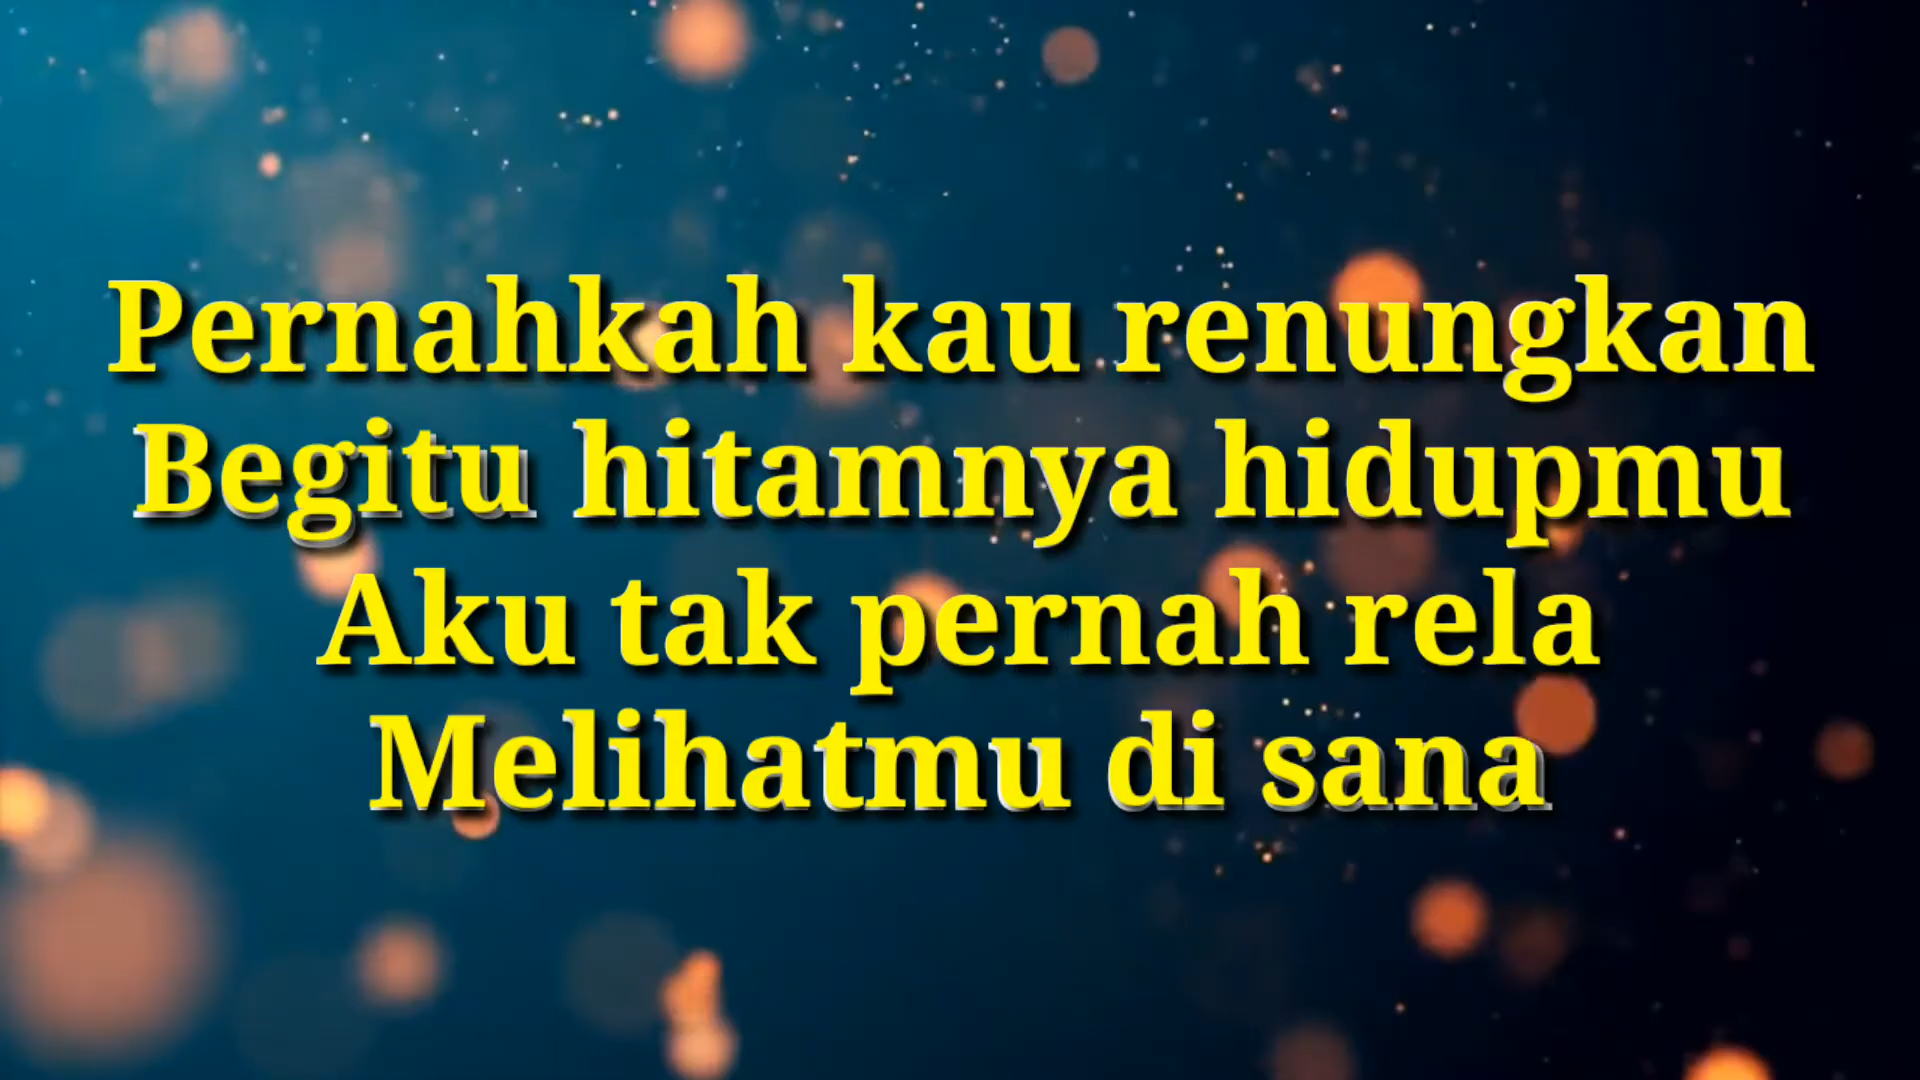 Pernahkah kau renungkan
Begitu hitamnya hidupmu
Aku tak pernah rela
Melihatmu di sana